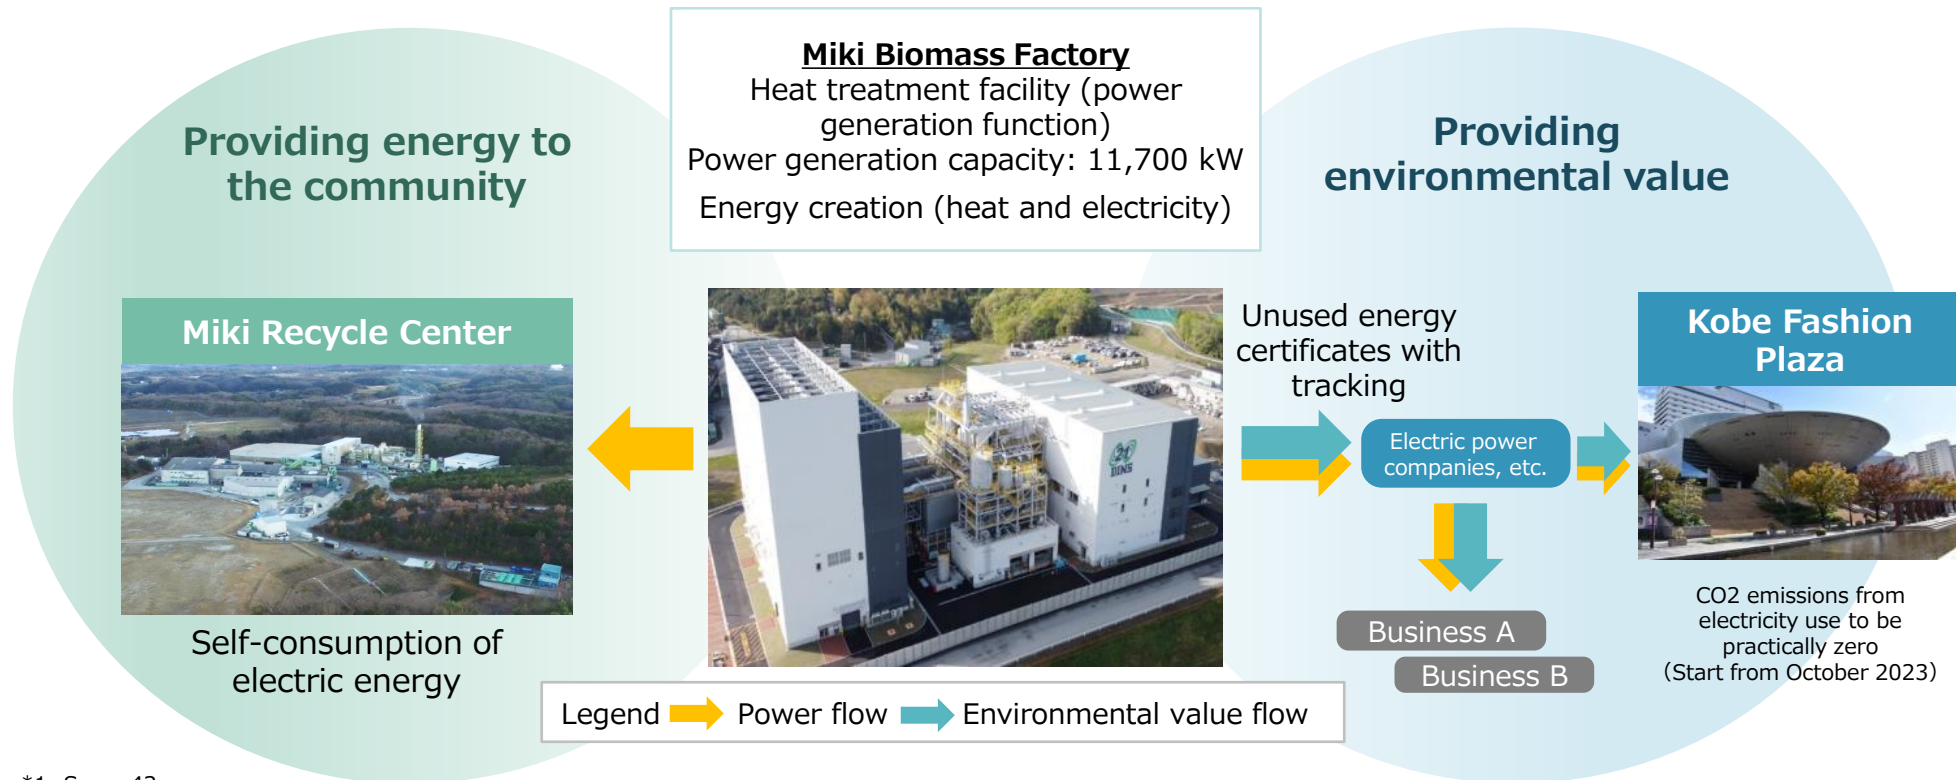 Miki Biomass Factory
Heat treatment facility (power
generation function)
Power generation capacity: 11,700 kW
Energy creation (heat and electricity)
Providing energy to
the community
Providing
environmental value
Miki Recycle Center
Self-consumption of
electric energy
DINS
Unused energy
certificates with
tracking
Electric power
companies, etc.
Business A
Business B
Kobe Fashion
Plaza
CO2 emissions from
electricity use to be
practically zero
(Start from October 2023)
Legend Power flow Environmental value flow